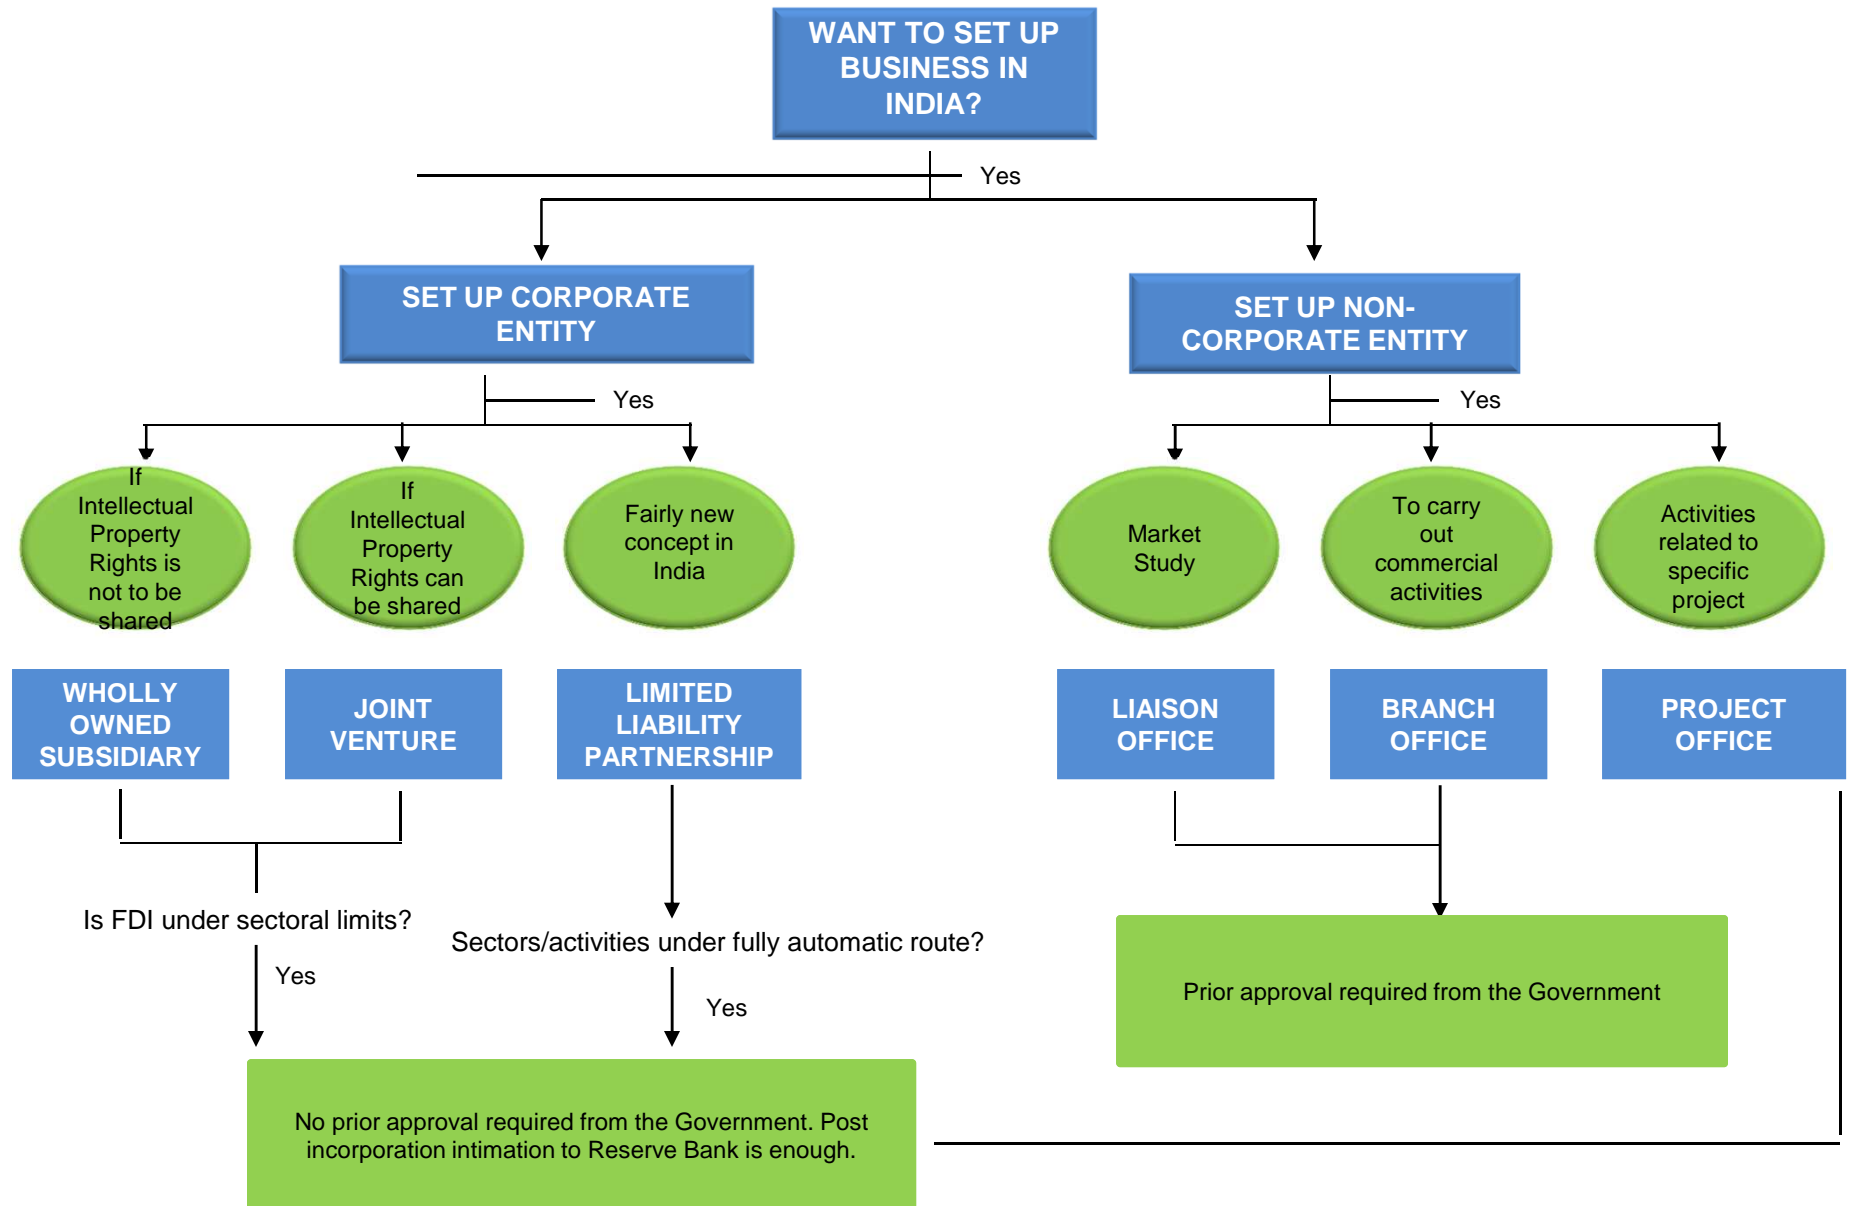 WANT TO SET UP
BUSINESS IN
INDIA?
Yes
SET UP CORPORATE
ENTITY
SET UP NON-
CORPORATE ENTITY
Yes
Yes
If
Intellectual
Property
Rights is
not to be
shared
If
Intellectual
Property
Rights can
be shared
Fairly new
concept in
India
Market
Study
To carry
out
commercial
activities
Activities
related to
specific
project
WHOLLY
OWNED
SUBSIDIARY
JOINT
VENTURE
LIMITED
LIABILITY
PARTNERSHIP
LIAISON
OFFICE
BRANCH
OFFICE
PROJECT
OFFICE
Is FDI under sectoral limits?
Sectors/activities under fully automatic route?
Yes
Yes
Prior approval required from the Government
No prior approval required from the Government. Post
incorporation intimation to Reserve Bank is enough.